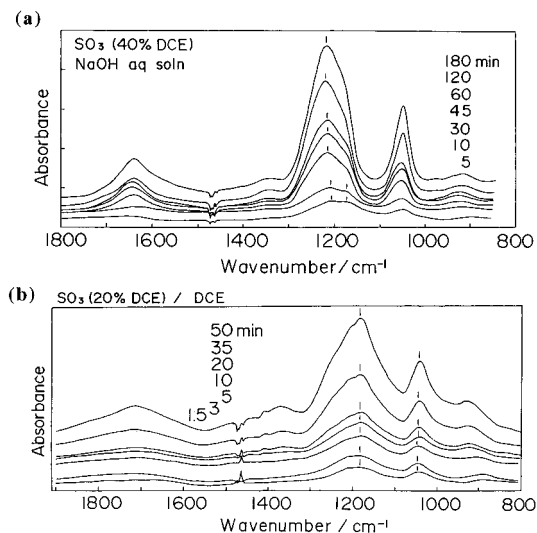 (a)
SO₃ (40% DCE)
NaOH aq soln
180 min
120
60
45
30
10
5
Absorbance
1800 1600 1400 1200 1000 800
Wavenumber / cm⁻¹
(b)
SO₃ (20% DCE) / DCE
50 min
35
20
10
5
3
1.5
Absorbance
1800 1600 1400 1200 1000 800
Wavenumber / cm⁻¹